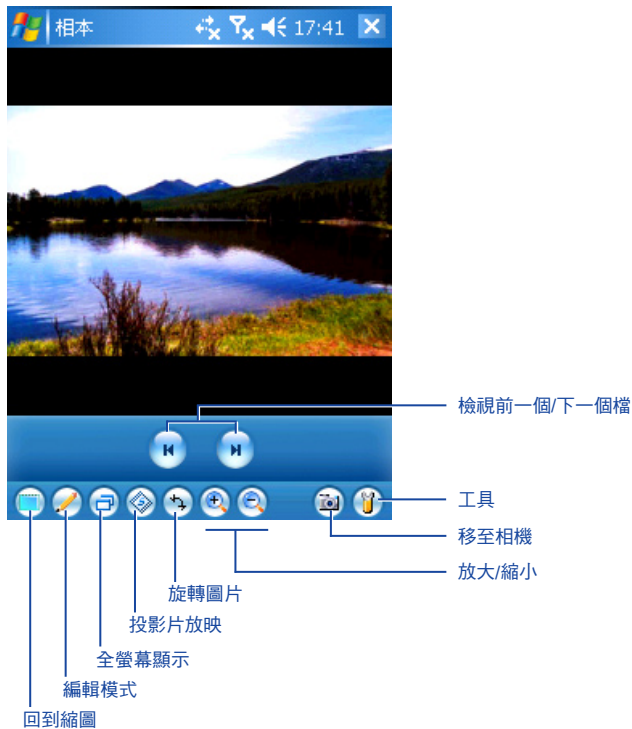 相本
17:41
檢視前一個/下一個檔
工具
移至相機
放大/縮小
旋轉圖片
投影片放映
全螢幕顯示
編輯模式
回到縮圖